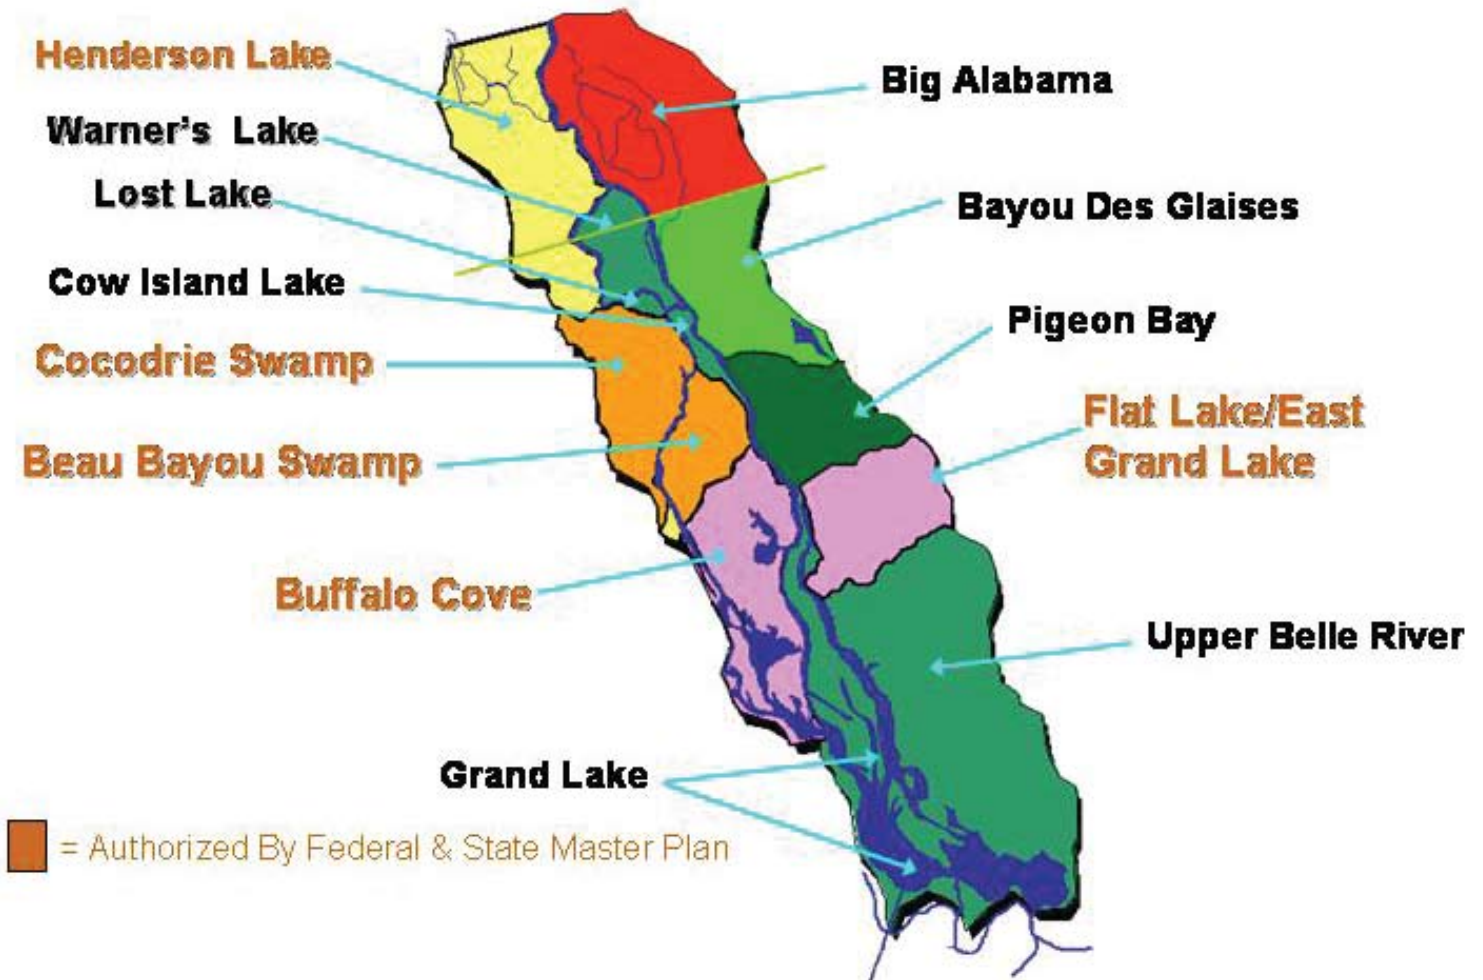 Henderson Lake
Big Alabama
Warner's Lake
Lost Lake
Bayou Des Glaises
Cow Island Lake
Pigeon Bay
Cocodrie Swamp
Flat Lake/East
Grand Lake
Beau Bayou Swamp
Buffalo Cove
Upper Belle River
Grand Lake
= Authorized By Federal & State Master Plan